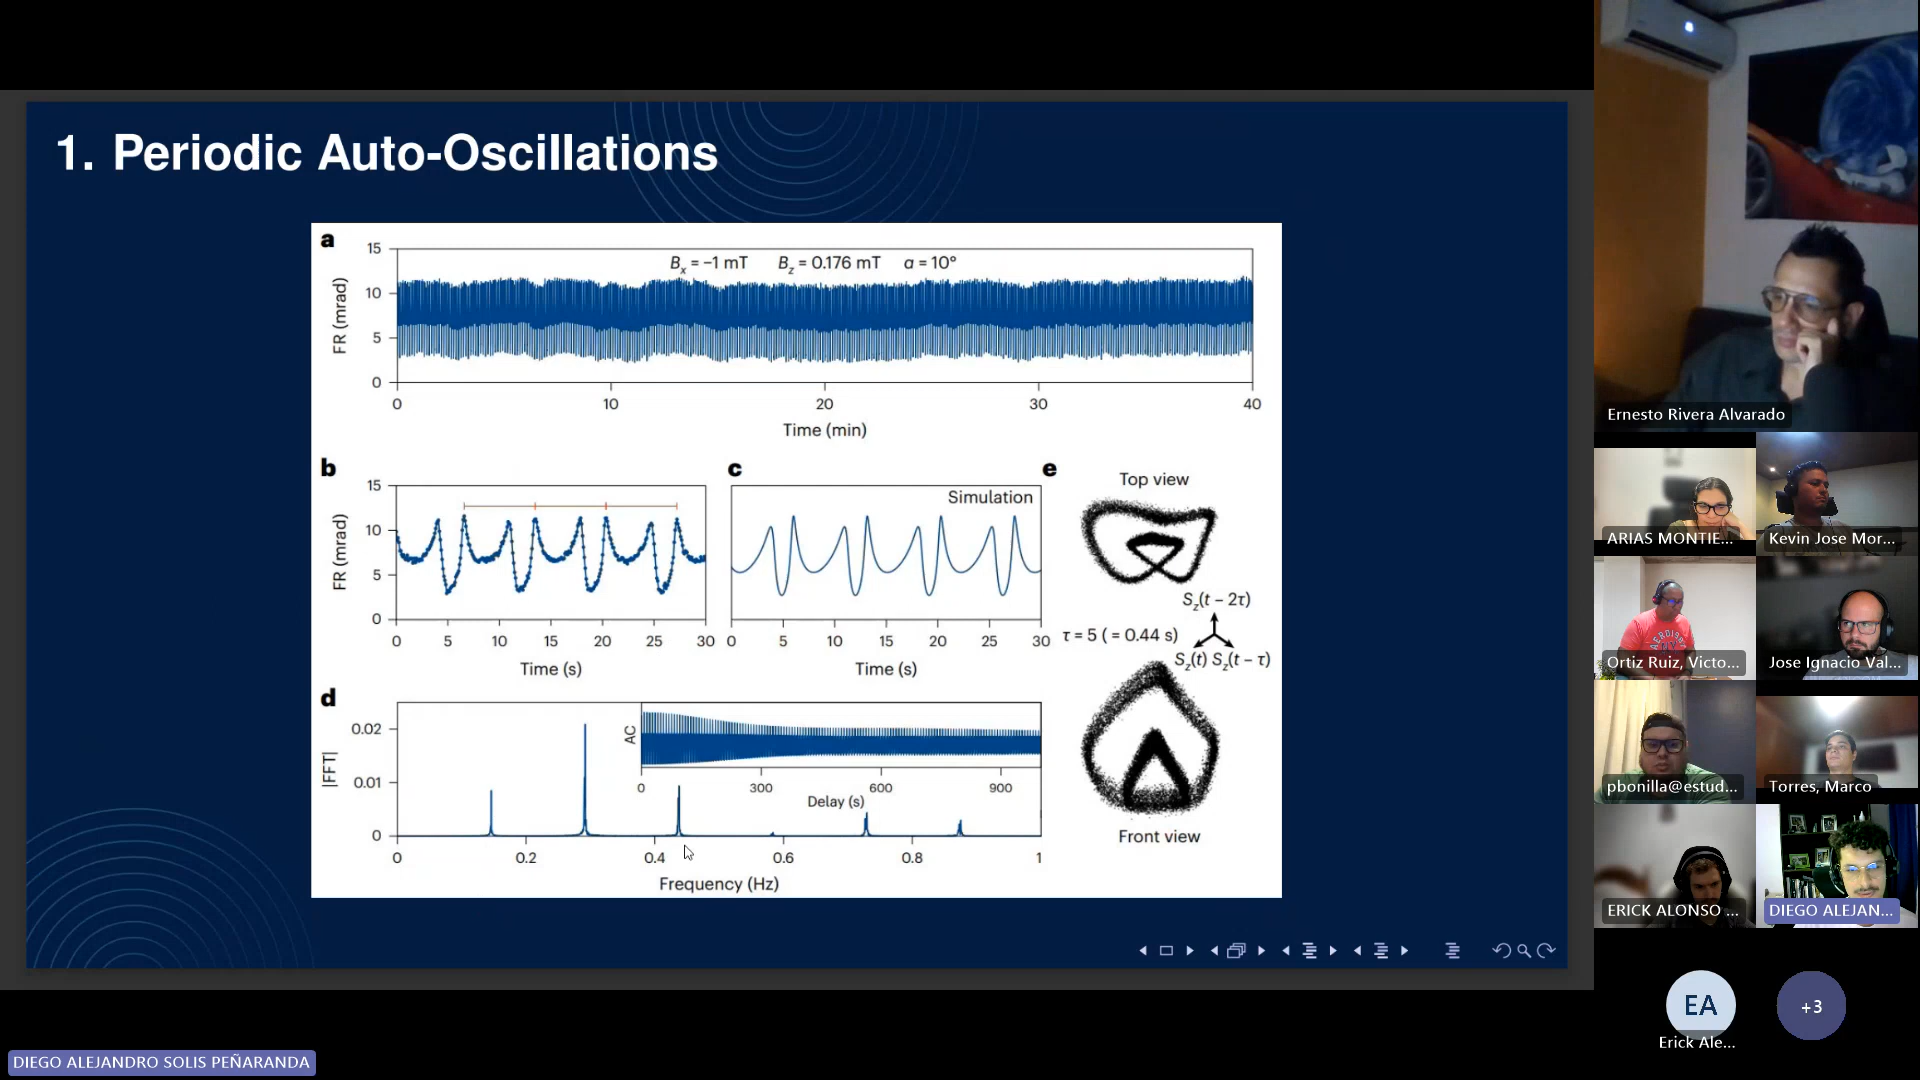 1. Periodic Auto-Oscillations
a
15
10
5
0
FR (mrad)
Bx = −1 mT Bz = 0.176 mT α = 10°
0 10 20 30 40
Time (min)
b
15
10
5
0
FR (mrad)
0 5 10 15 20 25 30
Time (s)
c
Simulation
0 5 10 15 20 25 30
Time (s)
e
Top view
Sz(t − 2τ)
τ = 5 ( = 0.44 s)
Sz(t) Sz(t − τ)
Front view
d
0.02
0.01
0
|FFT|
AC
0 300 600 900
Delay (s)
0 0.2 0.4 0.6 0.8 1
Frequency (Hz)
Ernesto Rivera Alvarado
ARIAS MONTIE...
Kevin Jose Mor...
Ortiz Ruiz, Victo...
Jose Ignacio Val...
pbonilla@estud...
Torres, Marco
ERICK ALONSO ...
DIEGO ALEJAN...
EA
+3
Erick Ale...
DIEGO ALEJANDRO SOLIS PEÑARANDA